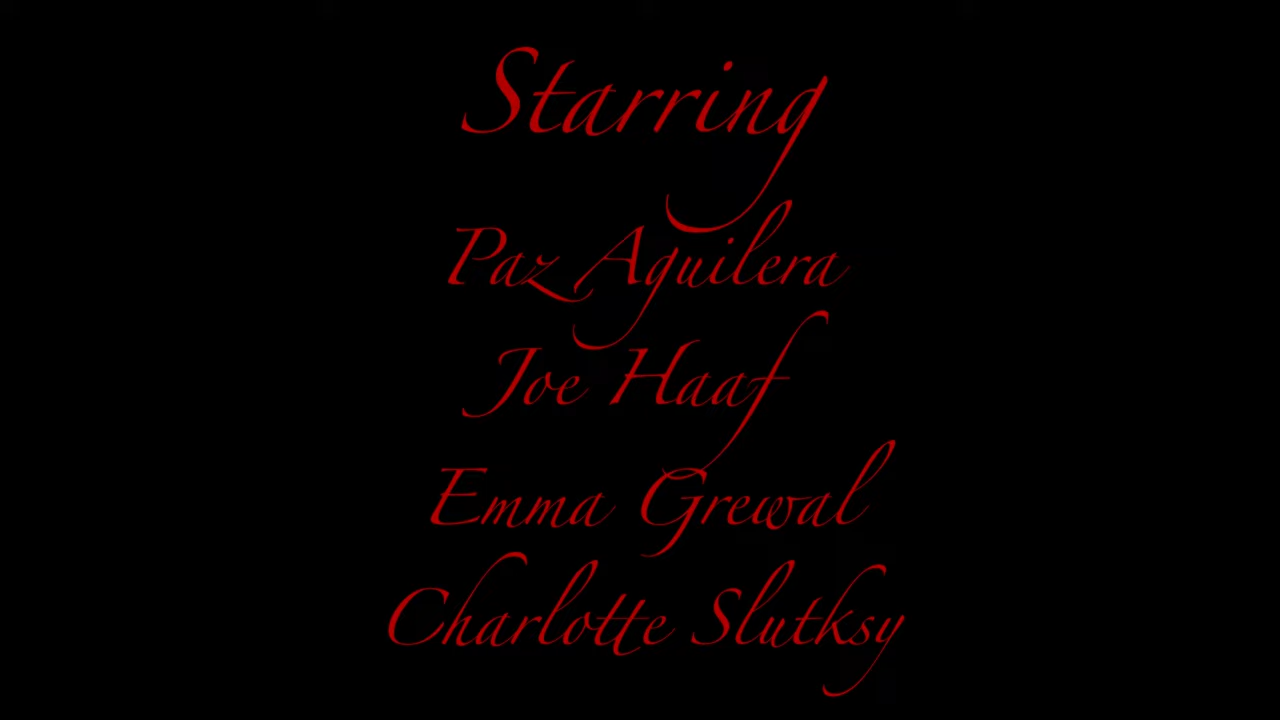 Starring
Paz Aguilera
Joe Haaf
Emma Grewal
Charlotte Slutksy